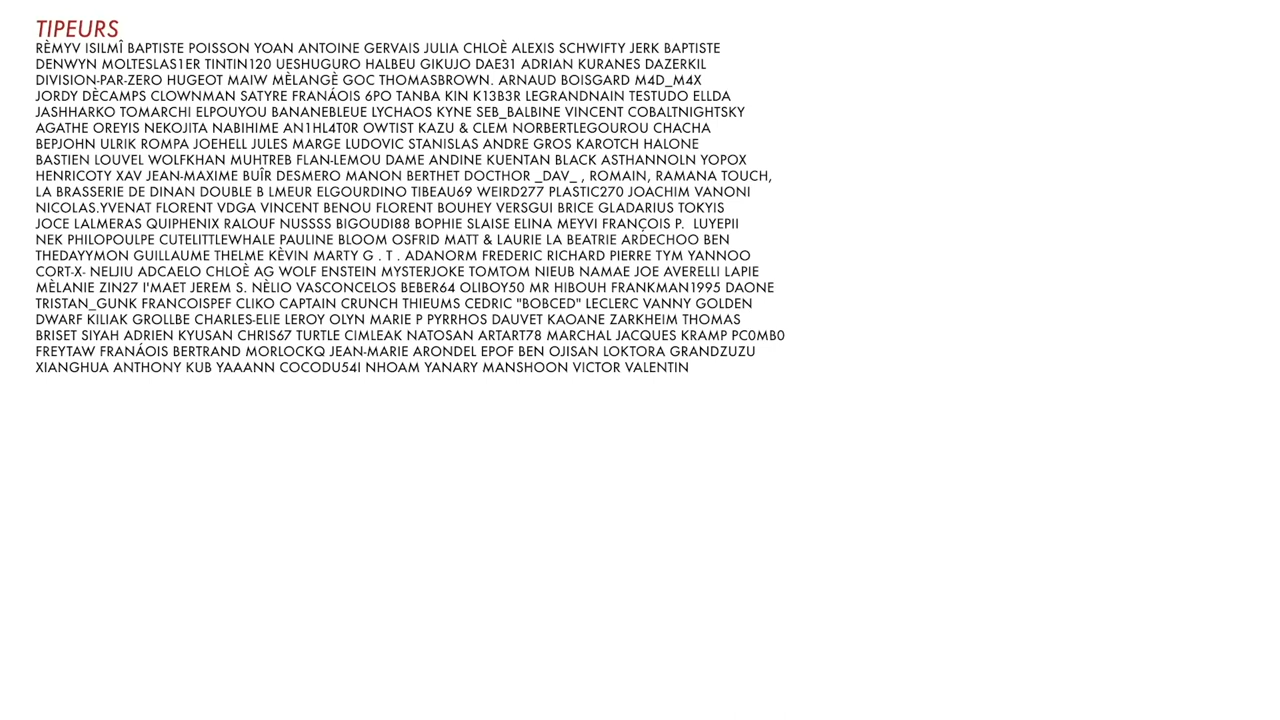 TIPEURS
RÈMYV ISILMÎ BAPTISTE POISSON YOAN ANTOINE GERVAIS JULIA CHLOÈ ALEXIS SCHWIFTY JERK BAPTISTE
DENWYN MOLTESLAS1ER TINTIN120 UESHUGURO HALBEU GIKUJO DAE31 ADRIAN KURANES DAZERKIL
DIVISION-PAR-ZERO HUGEOT MAIW MÈLANGÈ GOC THOMASBROWN. ARNAUD BOISGARD M4D_M4X
JORDY DÈCAMPS CLOWNMAN SATYRE FRANÁOIS 6PO TANBA KIN K13B3R LEGRANDNAIN TESTUDO ELLDA
JASHHARKO TOMARCHI ELPOUYOU BANANEBLEUE LYCHAOS KYNE SEB_BALBINE VINCENT COBALTNIGHTSKY
AGATHE OREYIS NEKOJITA NABIHIME AN1HL4T0R OWTIST KAZU & CLEM NORBERTLEGOUROU CHACHA
BEPJOHN ULRIK ROMPA JOEHELL JULES MARGE LUDOVIC STANISLAS ANDRE GROS KAROTCH HALONE
BASTIEN LOUVEL WOLFKHAN MUHTREB FLAN-LEMOU DAME ANDINE KUENTAN BLACK ASTHANNOLN YOPOX
HENRICOTY XAV JEAN-MAXIME BUÎR DESMERO MANON BERTHET DOCTHOR _DAV_ , ROMAIN, RAMANA TOUCH,
LA BRASSERIE DE DINAN DOUBLE B LMEUR ELGOURDINO TIBEAU69 WEIRD277 PLASTIC270 JOACHIM VANONI
NICOLAS.YVENAT FLORENT VDGA VINCENT BENOU FLORENT BOUHEY VERSGUI BRICE GLADARIUS TOKYIS
JOCE LALMERAS QUIPHENIX RALOUF NUSSSS BIGOUDI88 BOPHIE SLAISE ELINA MEYVI FRANÇOIS P.  LUYEPII
NEK PHILOPOULPE CUTELITTLEWHALE PAULINE BLOOM OSFRID MATT & LAURIE LA BEATRIE ARDECHOO BEN
THEDAYYMON GUILLAUME THELME KÈVIN MARTY G . T . ADANORM FREDERIC RICHARD PIERRE TYM YANNOO
CORT-X- NELJIU ADCAELO CHLOÈ AG WOLF ENSTEIN MYSTERJOKE TOMTOM NIEUB NAMAE JOE AVERELLI LAPIE
MÈLANIE ZIN27 I'MAET JEREM S. NÈLIO VASCONCELOS BEBER64 OLIBOY50 MR HIBOUH FRANKMAN1995 DAONE
TRISTAN_GUNK FRANCOISPEF CLIKO CAPTAIN CRUNCH THIEUMS CEDRIC "BOBCED" LECLERC VANNY GOLDEN
DWARF KILIAK GROLLBE CHARLES-ELIE LEROY OLYN MARIE P PYRRHOS DAUVET KAOANE ZARKHEIM THOMAS
BRISET SIYAH ADRIEN KYUSAN CHRIS67 TURTLE CIMLEAK NATOSAN ARTART78 MARCHAL JACQUES KRAMP PC0MB0
FREYTAW FRANÁOIS BERTRAND MORLOCKQ JEAN-MARIE ARONDEL EPOF BEN OJISAN LOKTORA GRANDZUZU
XIANGHUA ANTHONY KUB YAAANN COCODU54I NHOAM YANARY MANSHOON VICTOR VALENTIN